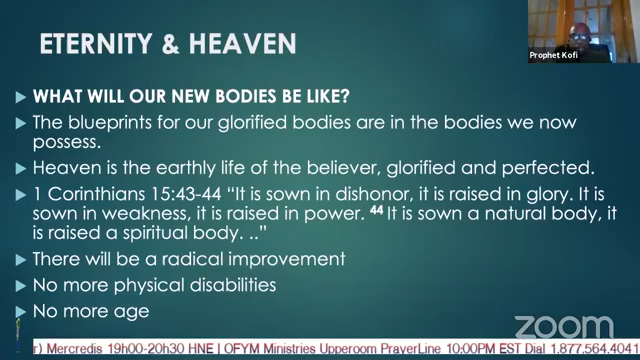 ETERNITY & HEAVEN
Prophet Kofi
WHAT WILL OUR NEW BODIES BE LIKE?
The blueprints for our glorified bodies are in the bodies we now
possess.
Heaven is the earthly life of the believer, glorified and perfected.
1 Corinthians 15:43-44 “It is sown in dishonor, it is raised in glory. It is
sown in weakness, it is raised in power. 44 It is sown a natural body, it
is raised a spiritual body. ..”
There will be a radical improvement
No more physical disabilities
No more age
zoom
r) Mercredis 19h00-20h30 HNE LOFYM Ministries Upperoom PrayerLine 10:00PM EST Dial 1.877.564.4041